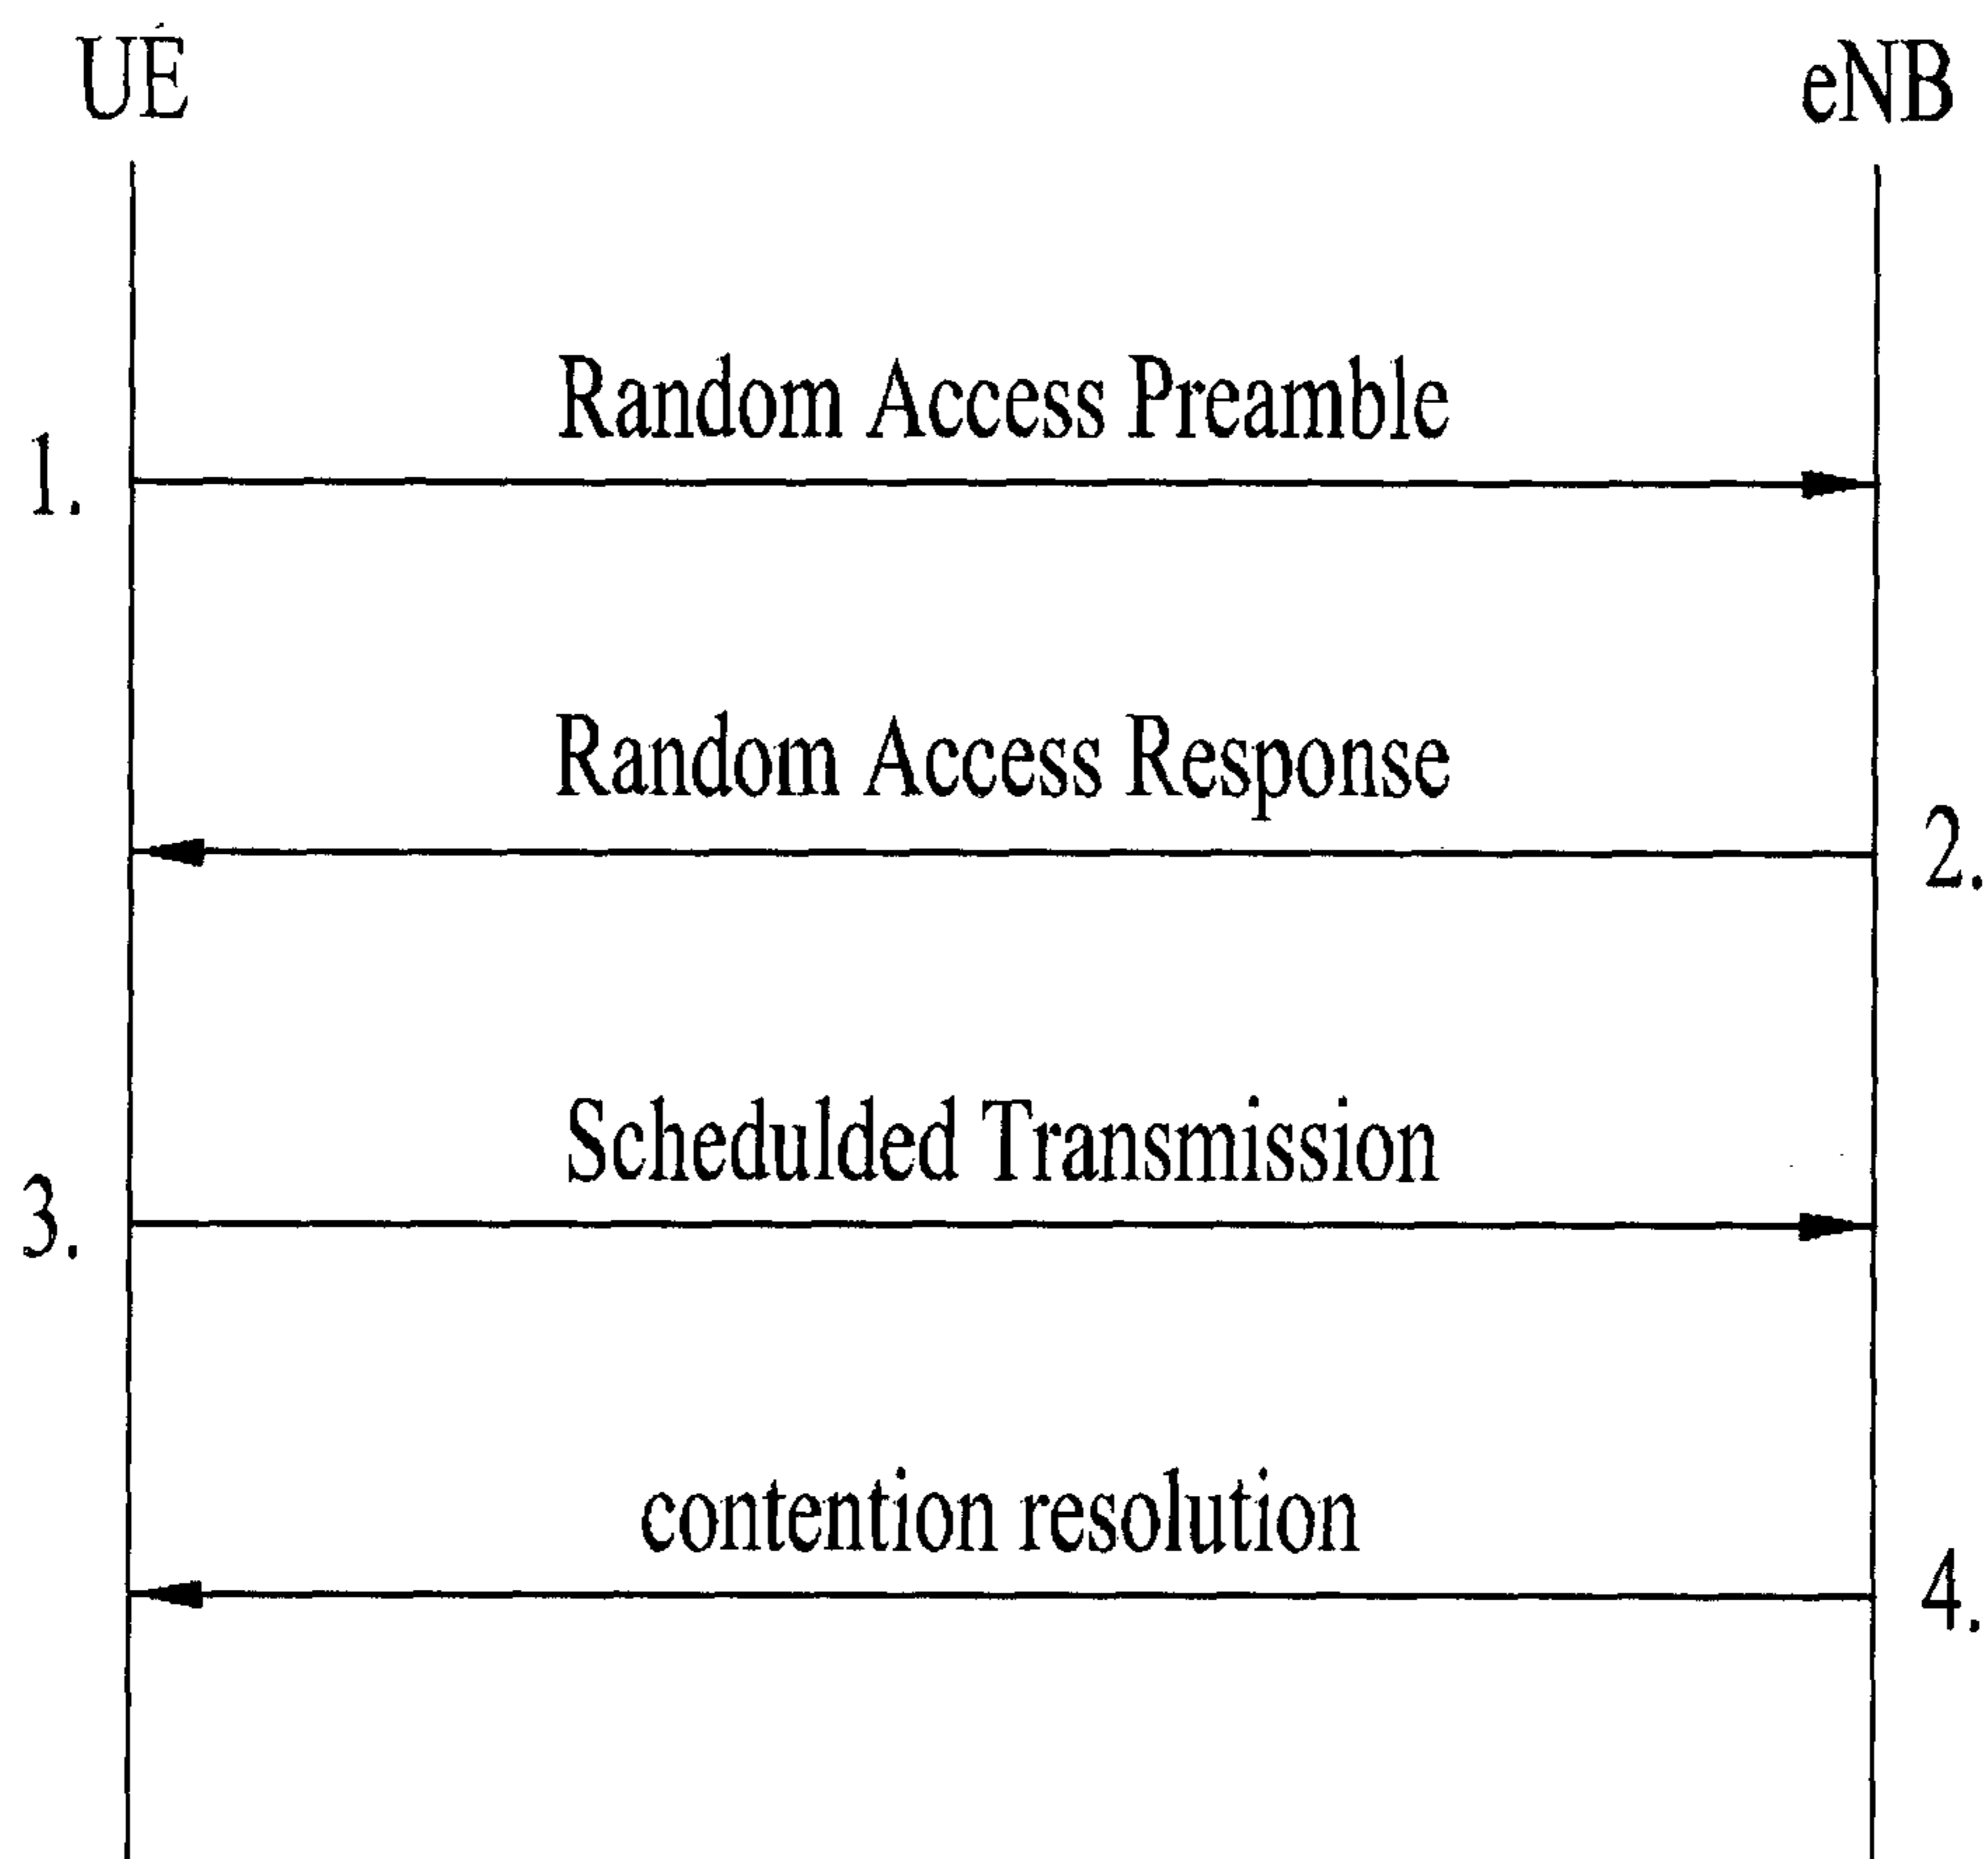 UE
eNB
Random Access Preamble
1.
Random Access Response
2.
Schedulded Transmission
3.
contention resolution
4.